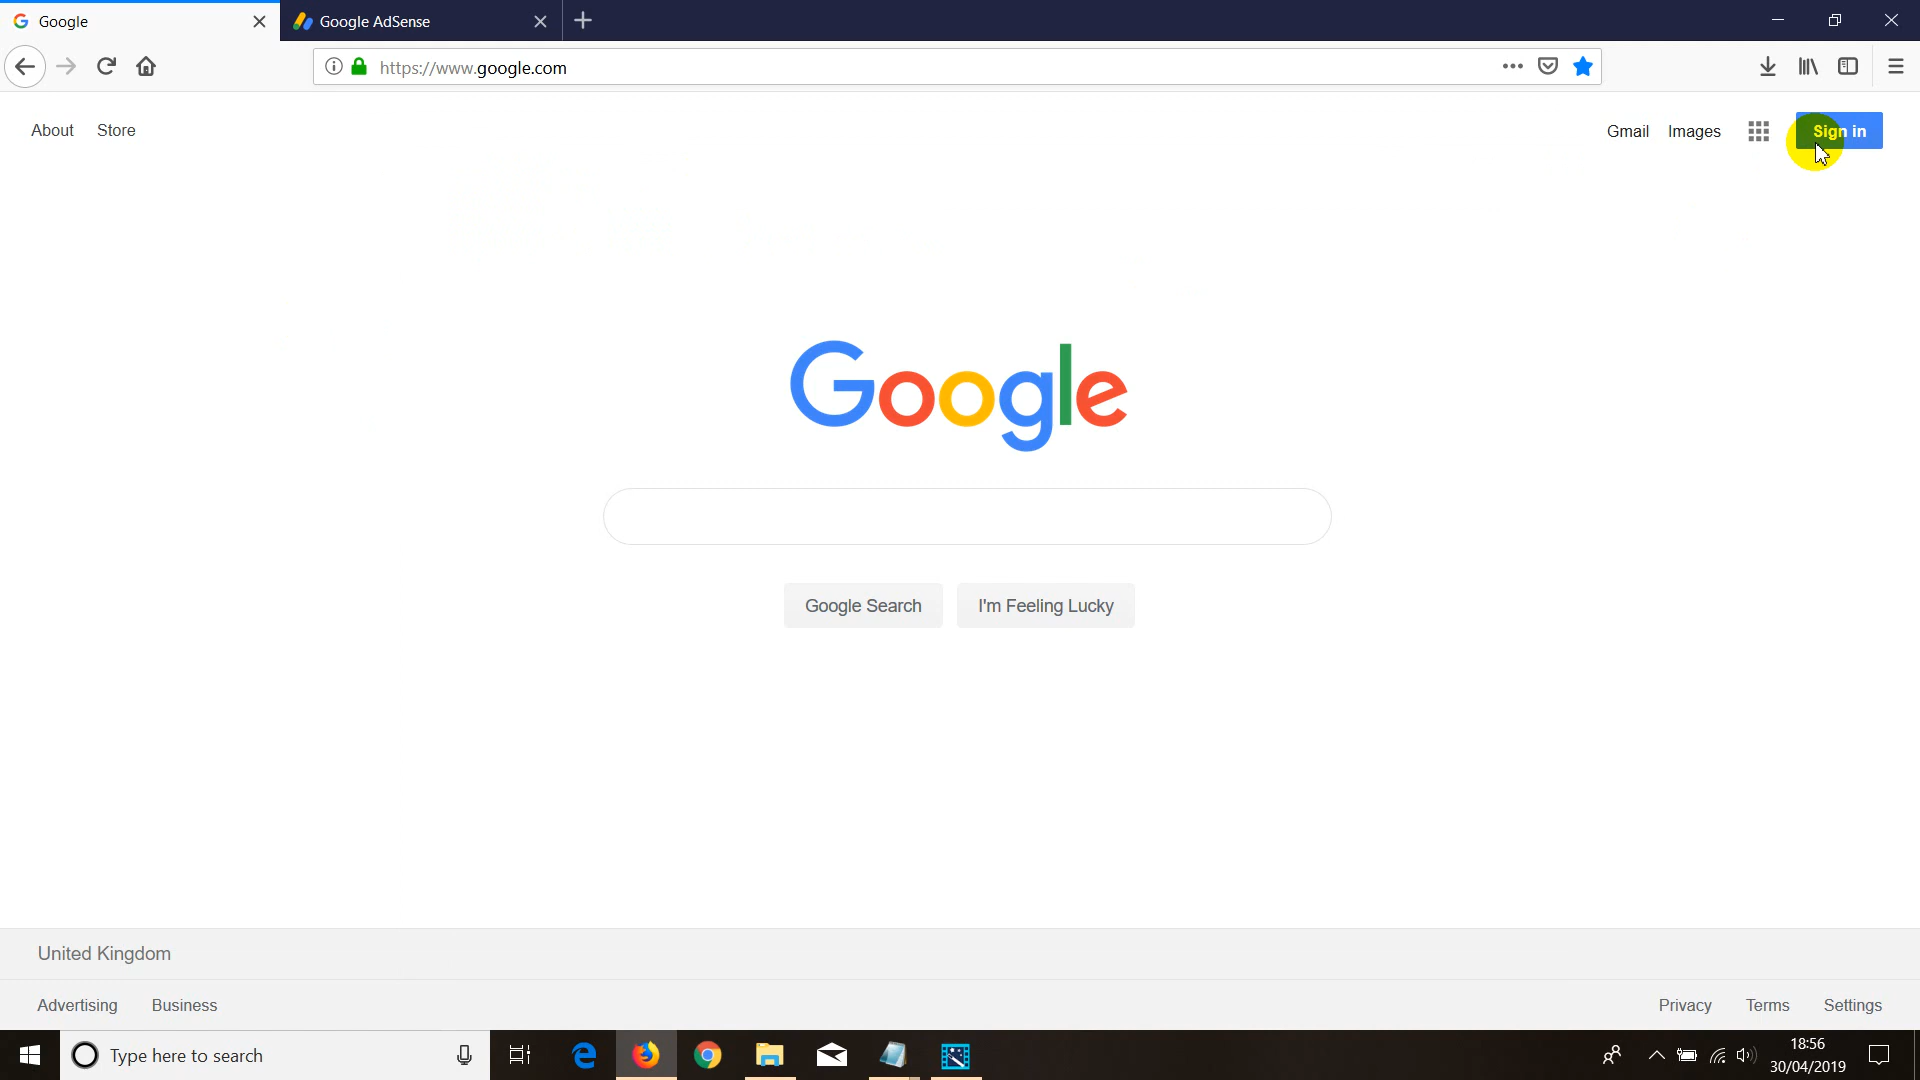 Google
Google AdSense
https://www.google.com
About
Store
Gmail
Images
Sign in
Google
Google Search
I'm Feeling Lucky
United Kingdom
Advertising
Business
Privacy
Terms
Settings
Type here to search
18:56
30/04/2019